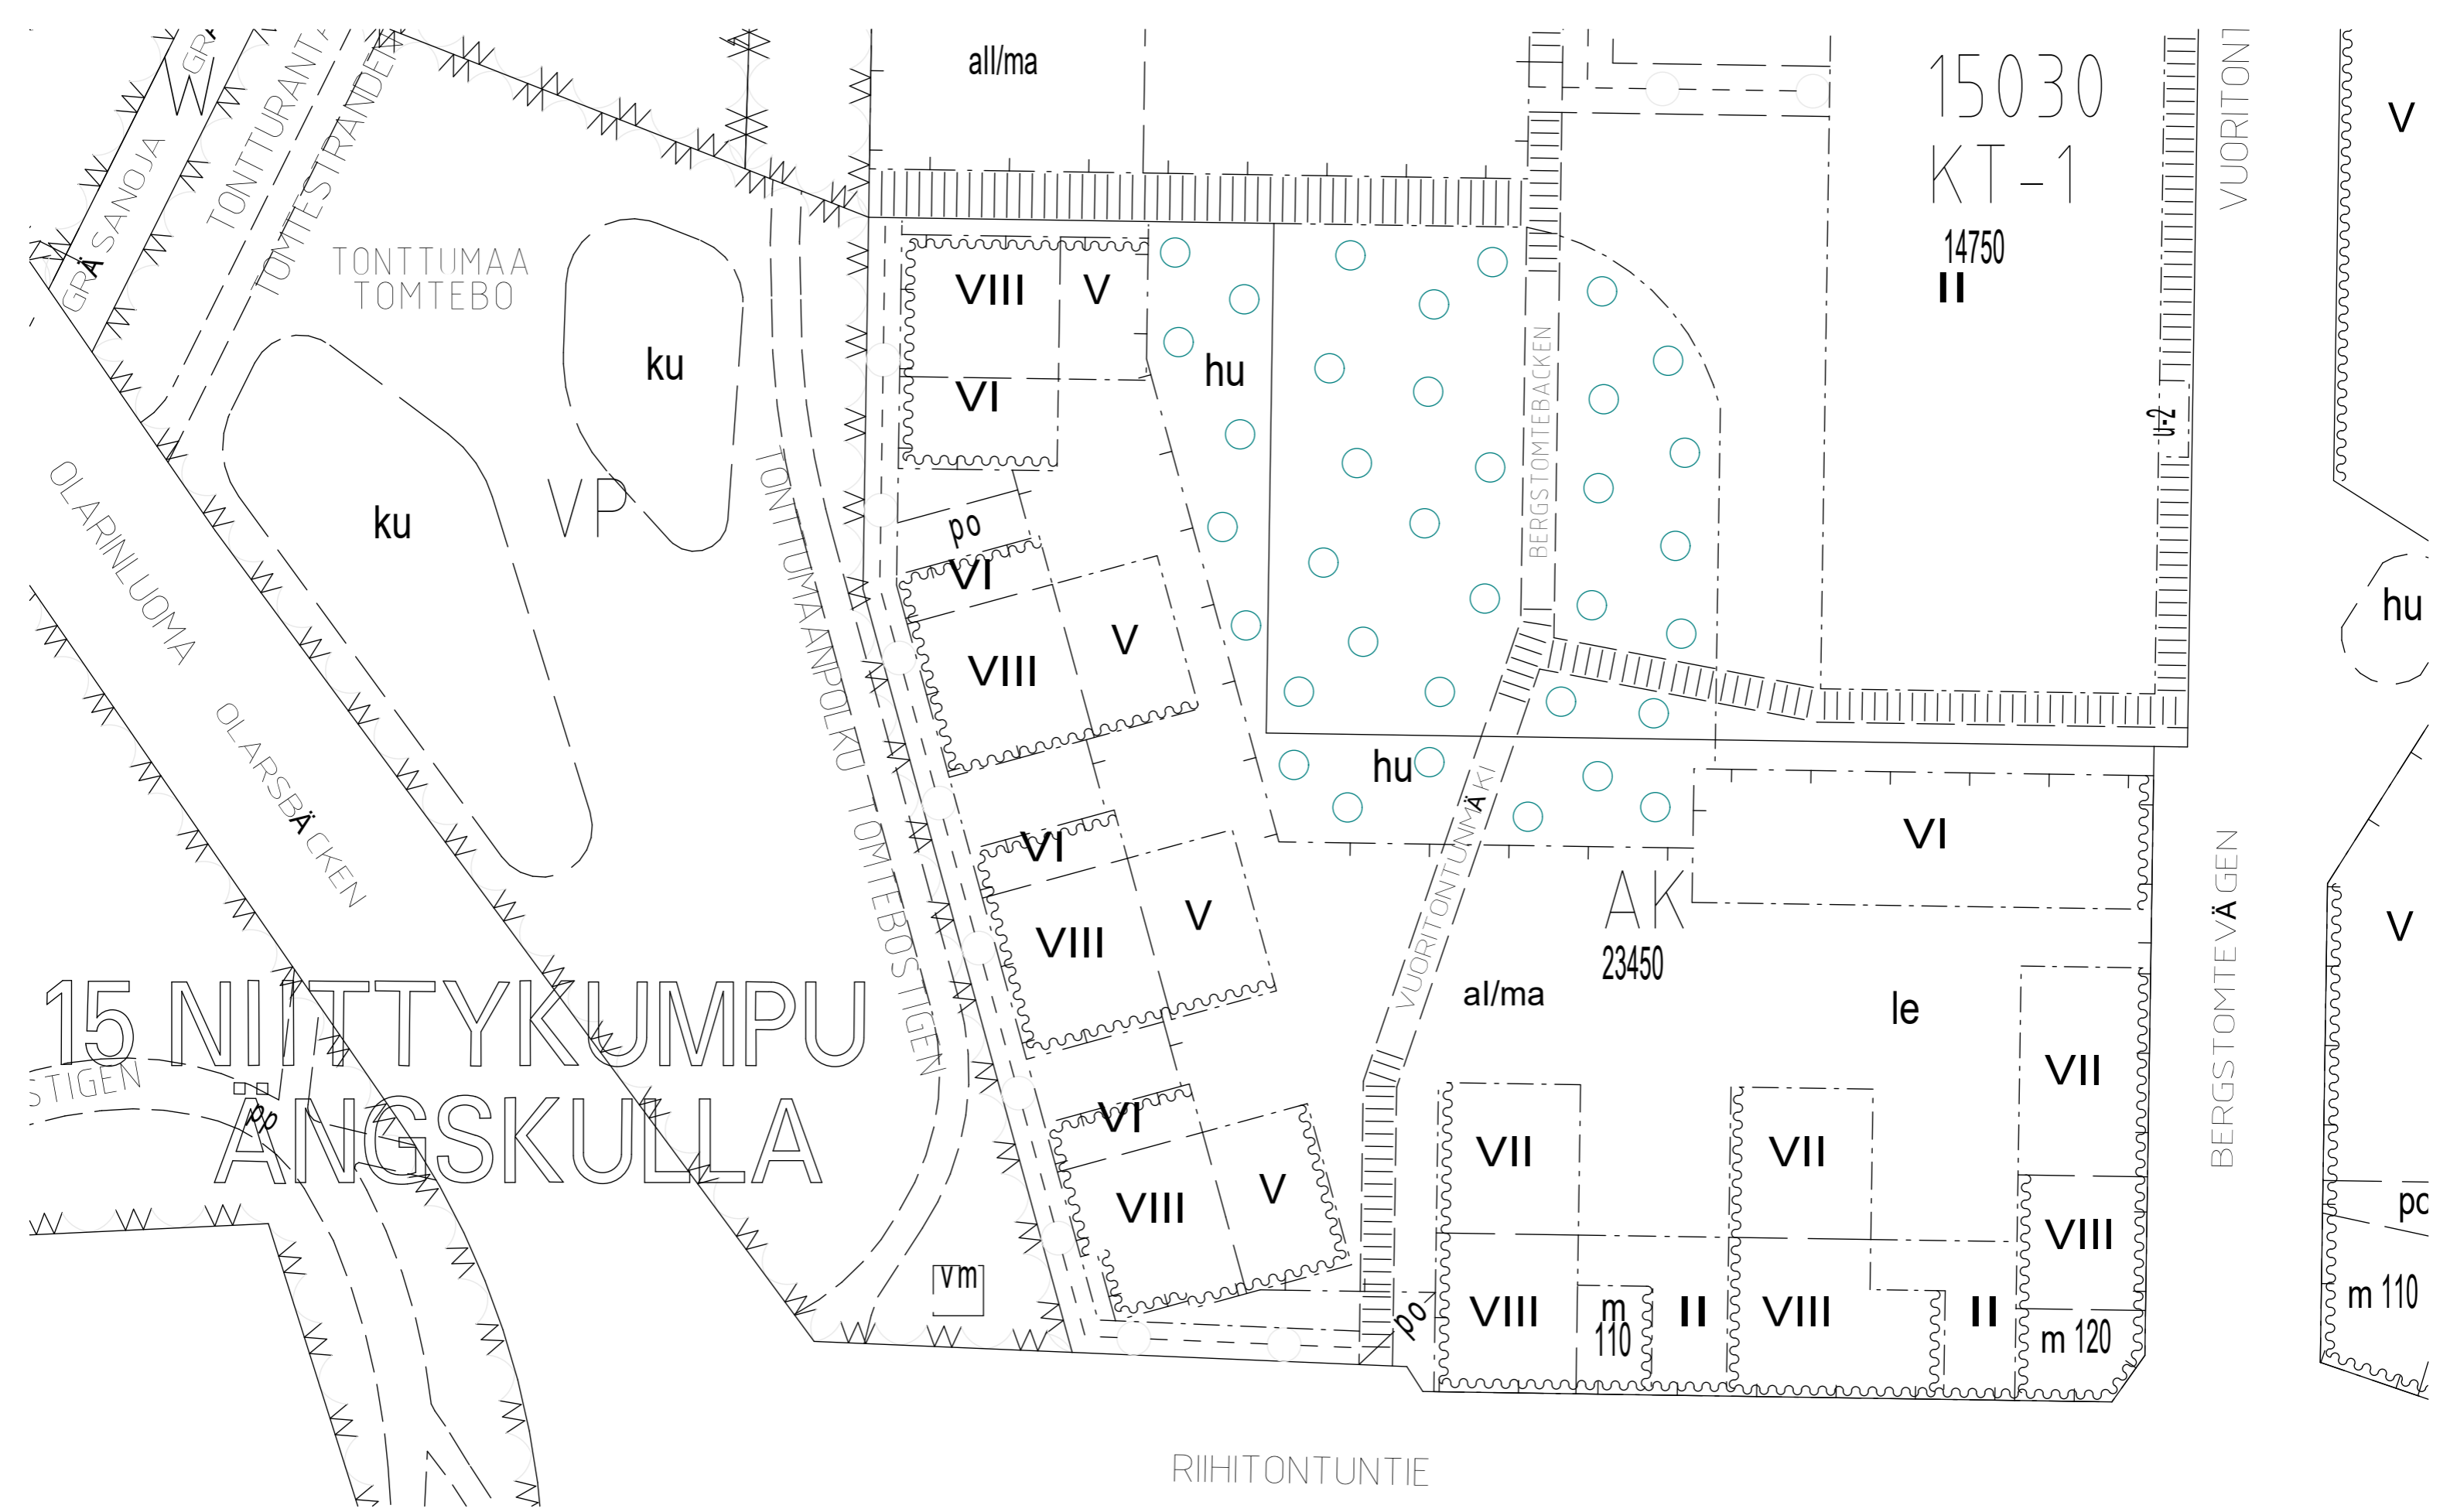 GRÄ
W
TONTTURANTA
TOMTESTRANDEN
GRÄSANOJA
all/ma
15030
KT-1
14750
II
V
TONTTUMAA
TOMTEBO
ku
ku
VP
VIII
V
VI
hu
BERGSTOMTEBACKEN
u-2
OLARINLUOMA
OLARSBÄCKEN
TONTTUMAANPOLKU
TOMTEBOSTIGEN
po
VI
VIII
V
hu
hu
VUORITONTUNMÄKI
VI
VIII
V
VI
AK
23450
al/ma
le
BERGSTOMTEVÄGEN
V
15 NIITTYKUMPU
ÄNGSKULLA
STIGEN
pp
VI
VIII
V
vm
po
VII
VII
VII
VIII
VIII
m
110
II
VIII
II
m 120
m 110
RIIHITONTUNTIE